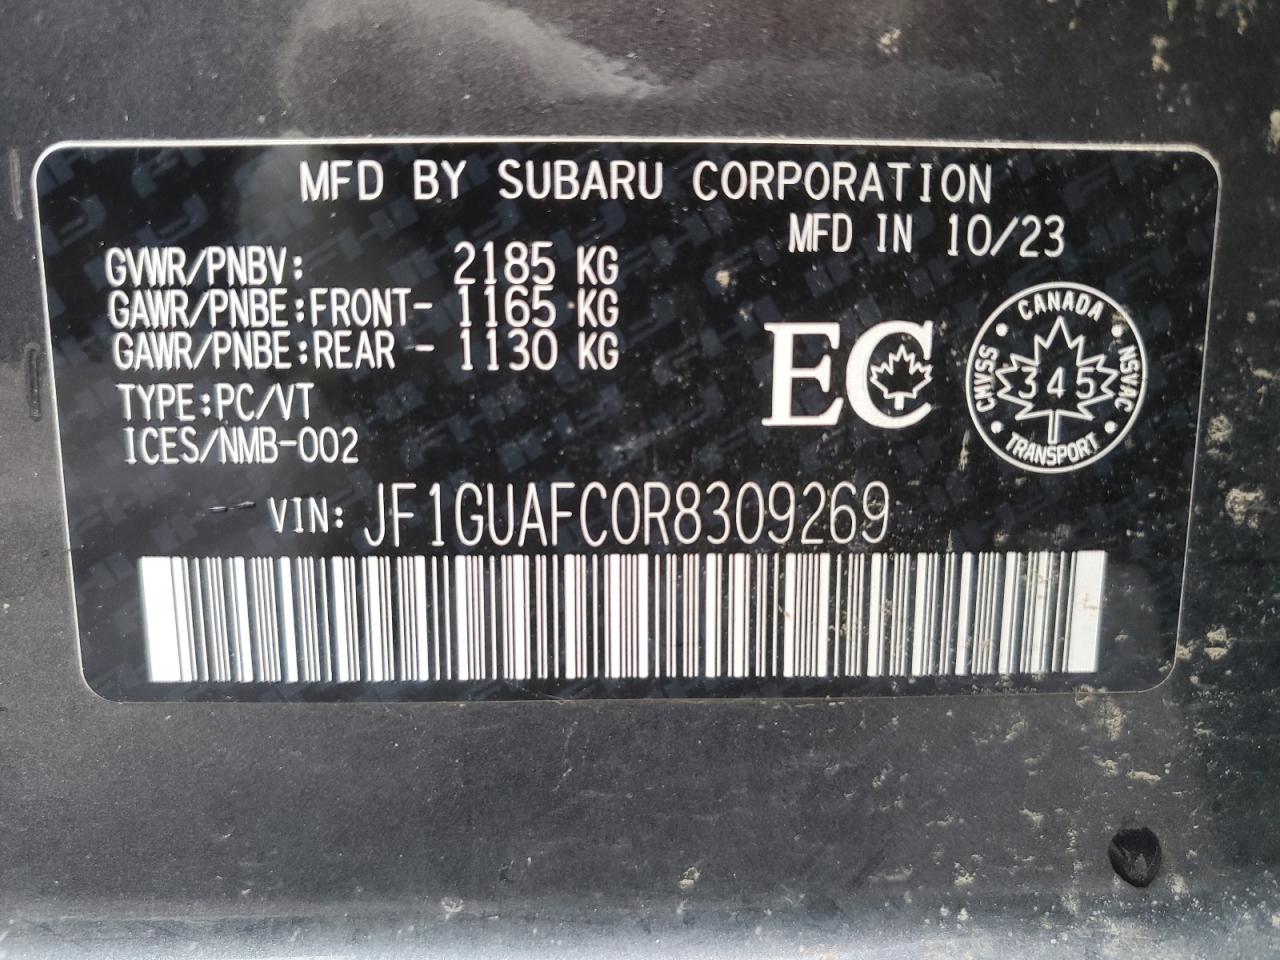 MFD BY SUBARU CORPORATION
MFD IN 10/23
GVWR/PNBV: 2185 KG
GAWR/PNBE:FRONT- 1165 KG
GAWR/PNBE:REAR - 1130 KG
TYPE:PC/VT
ICES/NMB-002
EC
CANADA
CMVSS 345 NSVAC
TRANSPORT
VIN: JF1GUAFC0R8309269